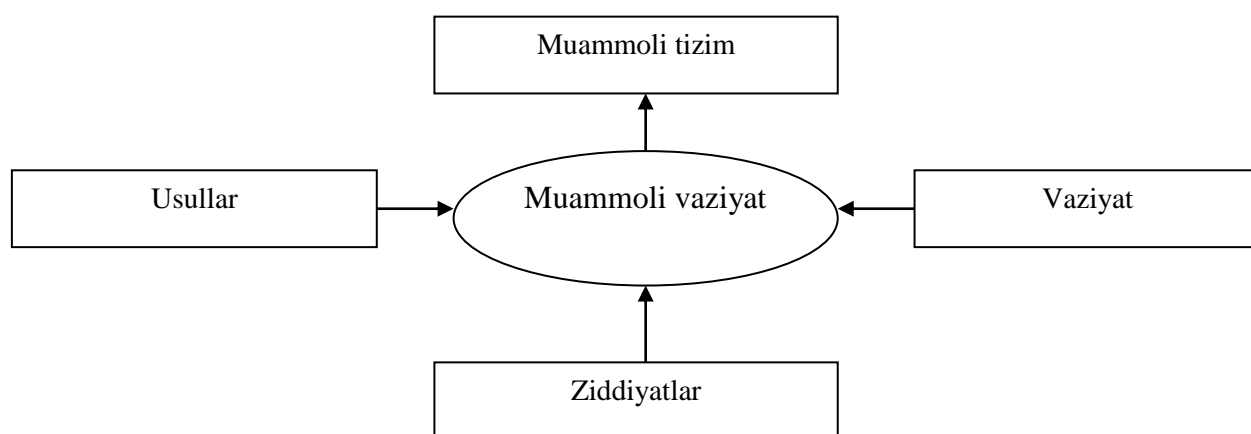 Muammoli tizim
Usullar
Muammoli vaziyat
Vaziyat
Ziddiyatlar